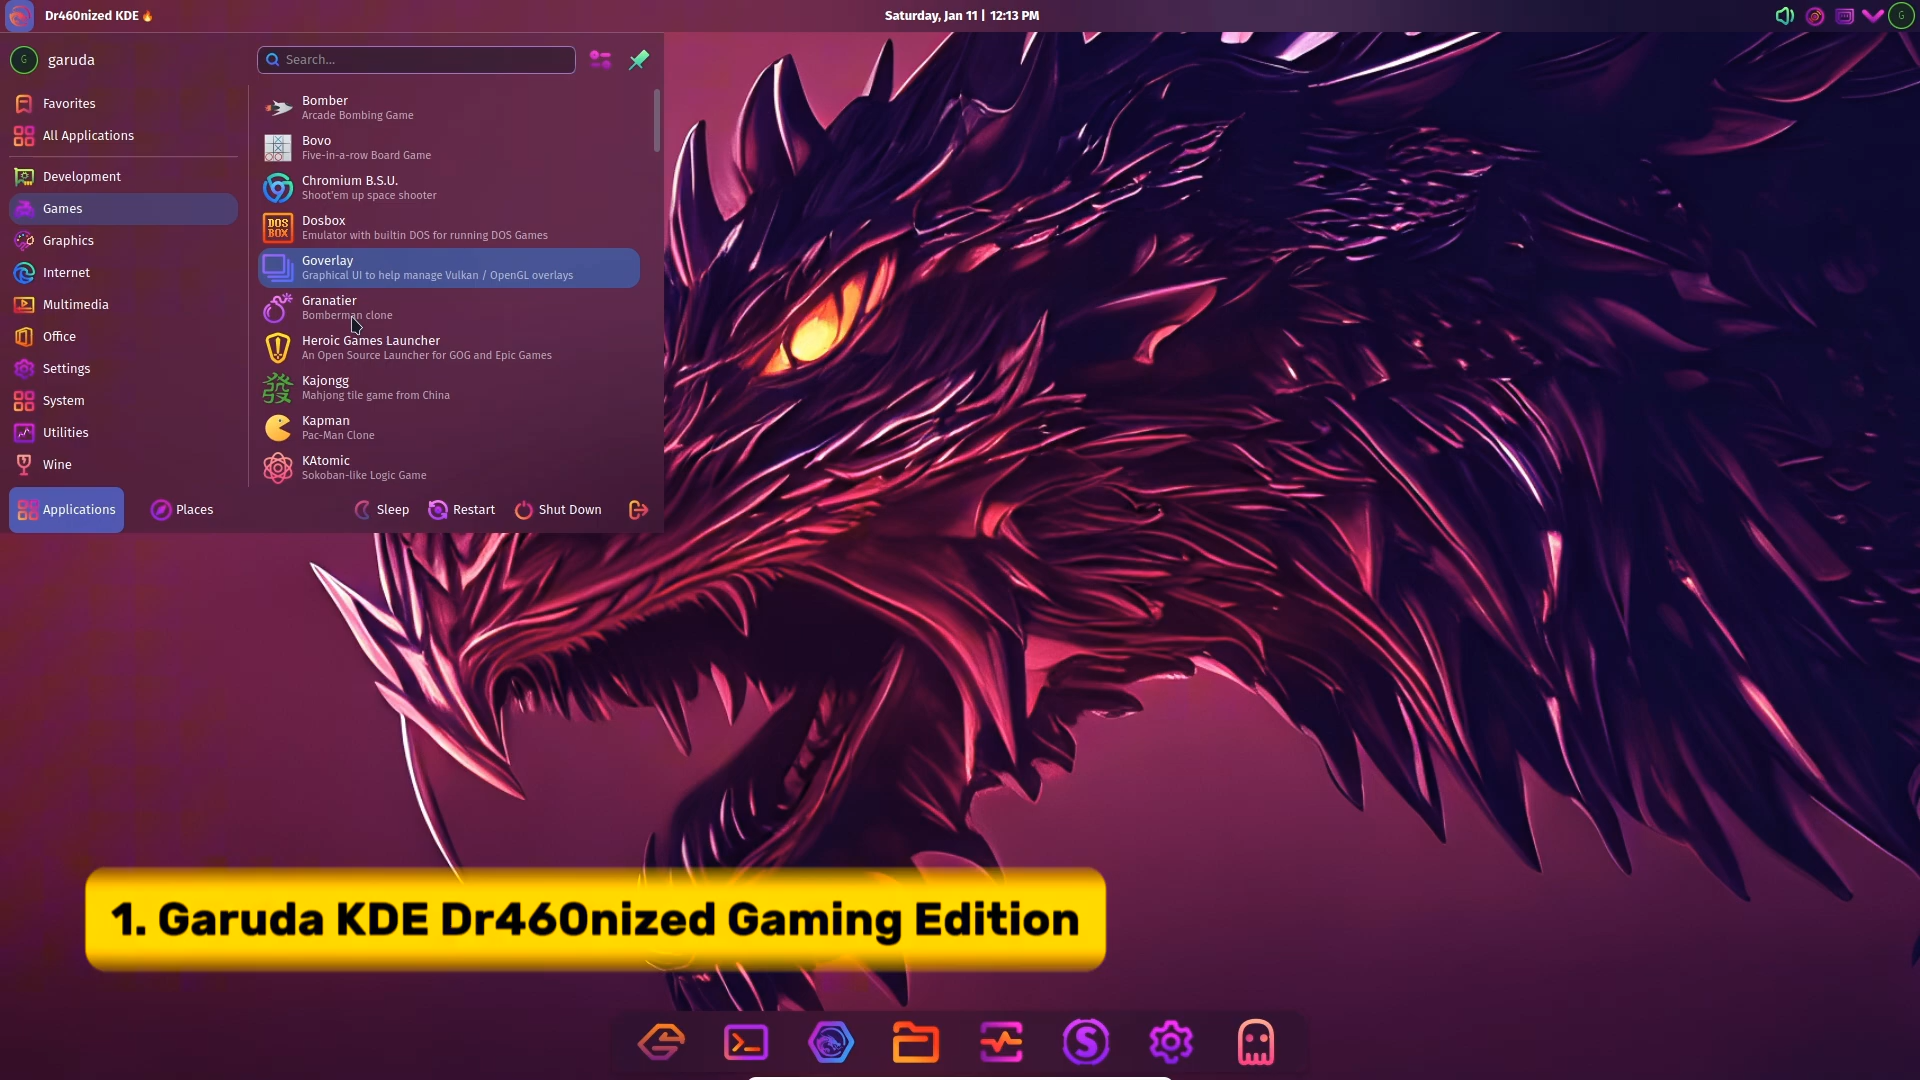 Dr460nized KDE 🔥
Saturday, Jan 11 | 12:13 PM
G
G
garuda
Search...
Favorites
All Applications
Development
Games
Graphics
Internet
Multimedia
Office
Settings
System
Utilities
Wine
Bomber
Arcade Bombing Game
Bovo
Five-in-a-row Board Game
Chromium B.S.U.
Shoot'em up space shooter
DOS
BOX
Dosbox
Emulator with builtin DOS for running DOS Games
Goverlay
Graphical UI to help manage Vulkan / OpenGL overlays
Granatier
Bomberman clone
Heroic Games Launcher
An Open Source Launcher for GOG and Epic Games
發
Kajongg
Mahjong tile game from China
Kapman
Pac-Man Clone
KAtomic
Sokoban-like Logic Game
Applications
Places
Sleep
Restart
Shut Down
1. Garuda KDE Dr460nized Gaming Edition
S